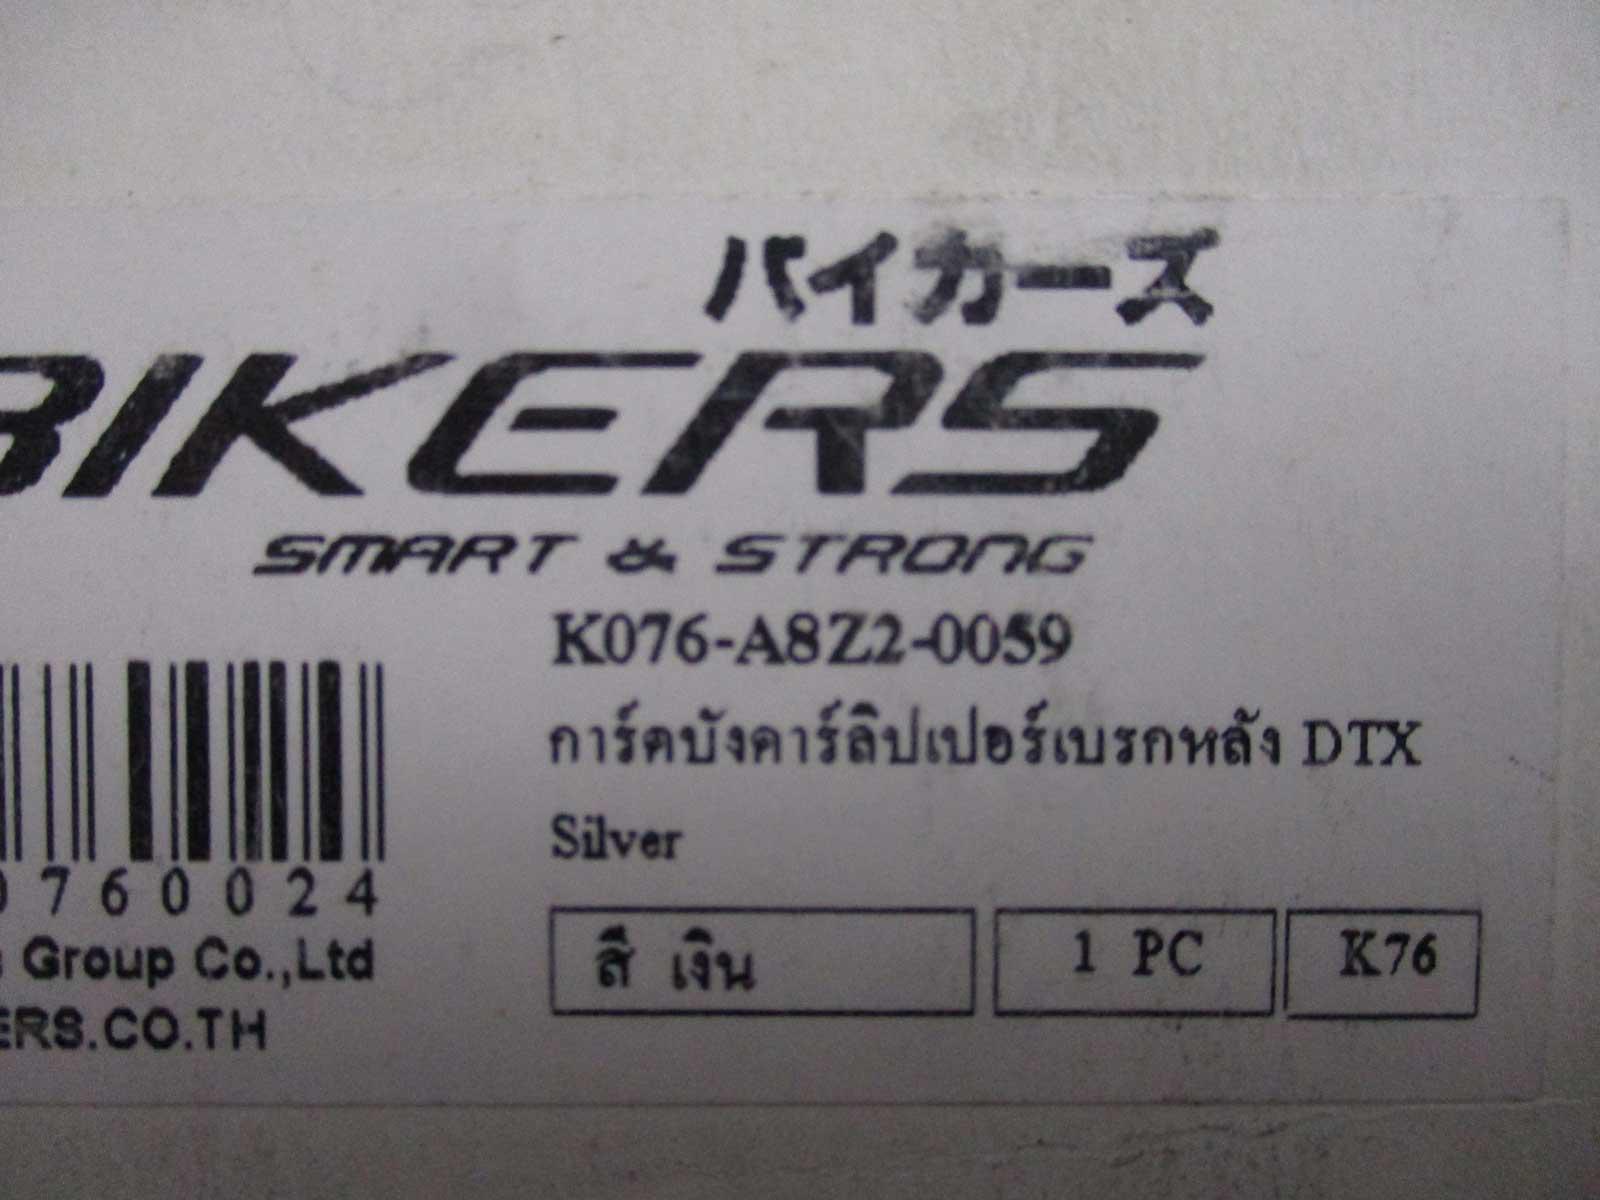 バイカーズ
BIKERS
SMART & STRONG
K076-A8Z2-0059
การ์ดบังคาร์ลิปเปอร์เบรกหลัง DTX
Silver
สี เงิน
1 PC
K76
0760024
Group Co.,Ltd
ERS.CO.TH